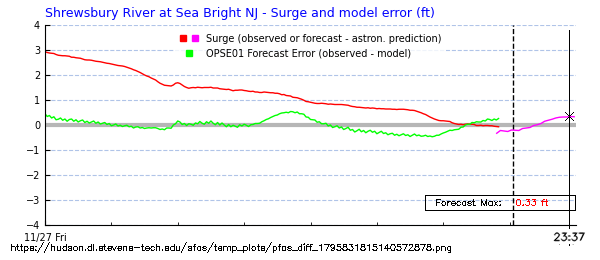 Shrewsbury River at Sea Bright NJ - Surge and model error (ft)
4
Surge (observed or forecast - astron. prediction)
3
OPSE01 Forecast Error (observed - model)
2
1
0
−1
−2
−3
Forecast Max: 0.33 ft
−4
11/27 Fri 23:37
https://hudson.dl.stevens-tech.edu/sfas/temp_plots/pfas_diff_1795831815140572878.png